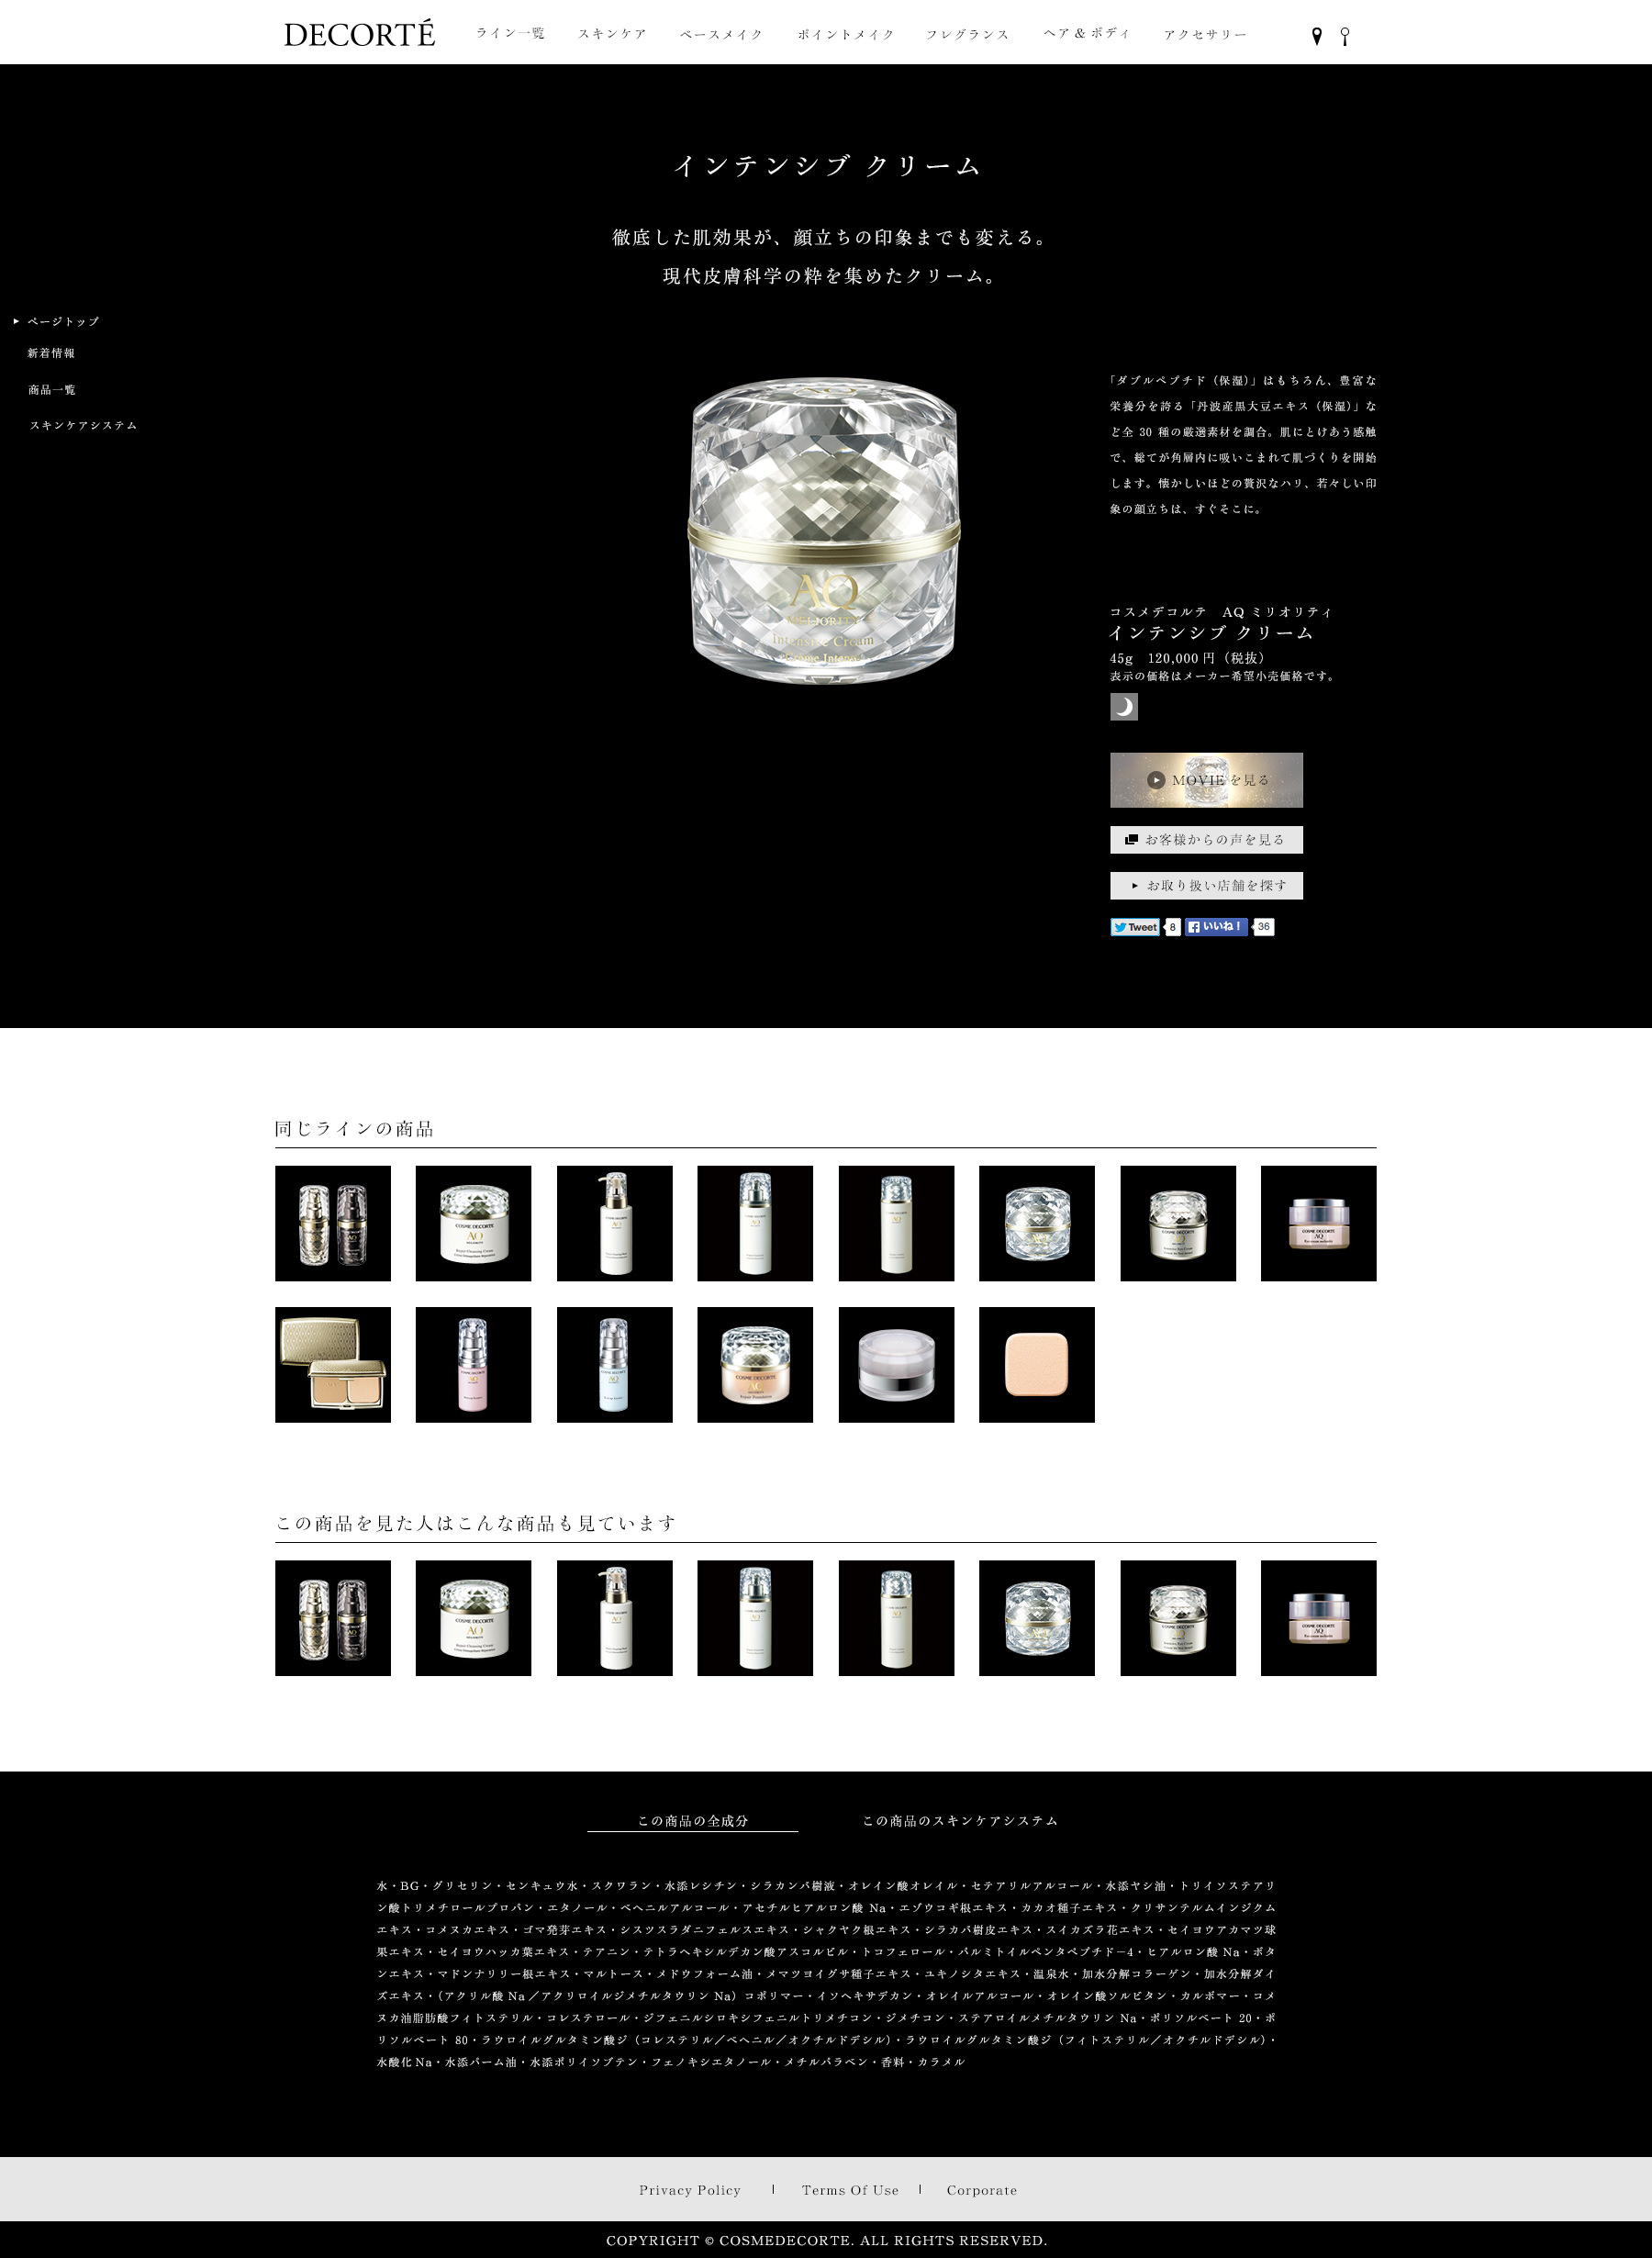 DECORTÉ
ライン一覧
スキンケア
ベースメイク
ポイントメイク
フレグランス
ヘア & ボディ
アクセサリー
インテンシブ クリーム
徹底した肌効果が、顔立ちの印象までも変える。
現代皮膚科学の粋を集めたクリーム。
ページトップ
新着情報
商品一覧
スキンケアシステム
AQ
MELIORITY
Intensive Cream
「ダブルペプチド（保湿）」はもちろん、豊富な
栄養分を誇る「丹波産黒大豆エキス（保湿）」な
ど全 30 種の厳選素材を調合。肌にとけあう感触
で、総てが角層内に吸いこまれて肌づくりを開始
します。懐かしいほどの贅沢なハリ、若々しい印
象の顔立ちは、すぐそこに。
コスメデコルテ　AQ ミリオリティ
インテンシブ クリーム
45g　120,000 円（税抜）
表示の価格はメーカー希望小売価格です。
MOVIE を見る
お客様からの声を見る
お取り扱い店舗を探す
Tweet 8 いいね！ 36
同じラインの商品
この商品を見た人はこんな商品も見ています
この商品の全成分
この商品のスキンケアシステム
水・BG・グリセリン・センキュウ水・スクワラン・水添レシチン・シラカンバ樹液・オレイン酸オレイル・セテアリルアルコール・水添ヤシ油・トリイソステアリ
ン酸トリメチロールプロパン・エタノール・ベヘニルアルコール・アセチルヒアルロン酸 Na・エゾウコギ根エキス・カカオ種子エキス・クリサンテルムインジクム
エキス・コメヌカエキス・ゴマ発芽エキス・シスツスラダニフェルスエキス・シャクヤク根エキス・シラカバ樹皮エキス・スイカズラ花エキス・セイヨウアカマツ球
果エキス・セイヨウハッカ葉エキス・テアニン・テトラヘキシルデカン酸アスコルビル・トコフェロール・パルミトイルペンタペプチド－4・ヒアルロン酸 Na・ボタ
ンエキス・マドンナリリー根エキス・マルトース・メドウフォーム油・メマツヨイグサ種子エキス・ユキノシタエキス・温泉水・加水分解コラーゲン・加水分解ダイ
ズエキス・（アクリル酸 Na／アクリロイルジメチルタウリン Na）コポリマー・イソヘキサデカン・オレイルアルコール・オレイン酸ソルビタン・カルボマー・コメ
ヌカ油脂肪酸フィトステリル・コレステロール・ジフェニルシロキシフェニルトリメチコン・ジメチコン・ステアロイルメチルタウリン Na・ポリソルベート 20・ポ
リソルベート 80・ラウロイルグルタミン酸ジ（コレステリル／ベヘニル／オクチルドデシル）・ラウロイルグルタミン酸ジ（フィトステリル／オクチルドデシル）・
水酸化 Na・水添パーム油・水添ポリイソブテン・フェノキシエタノール・メチルパラベン・香料・カラメル
Privacy Policy
Terms Of Use
Corporate
COPYRIGHT © COSMEDECORTE. ALL RIGHTS RESERVED.